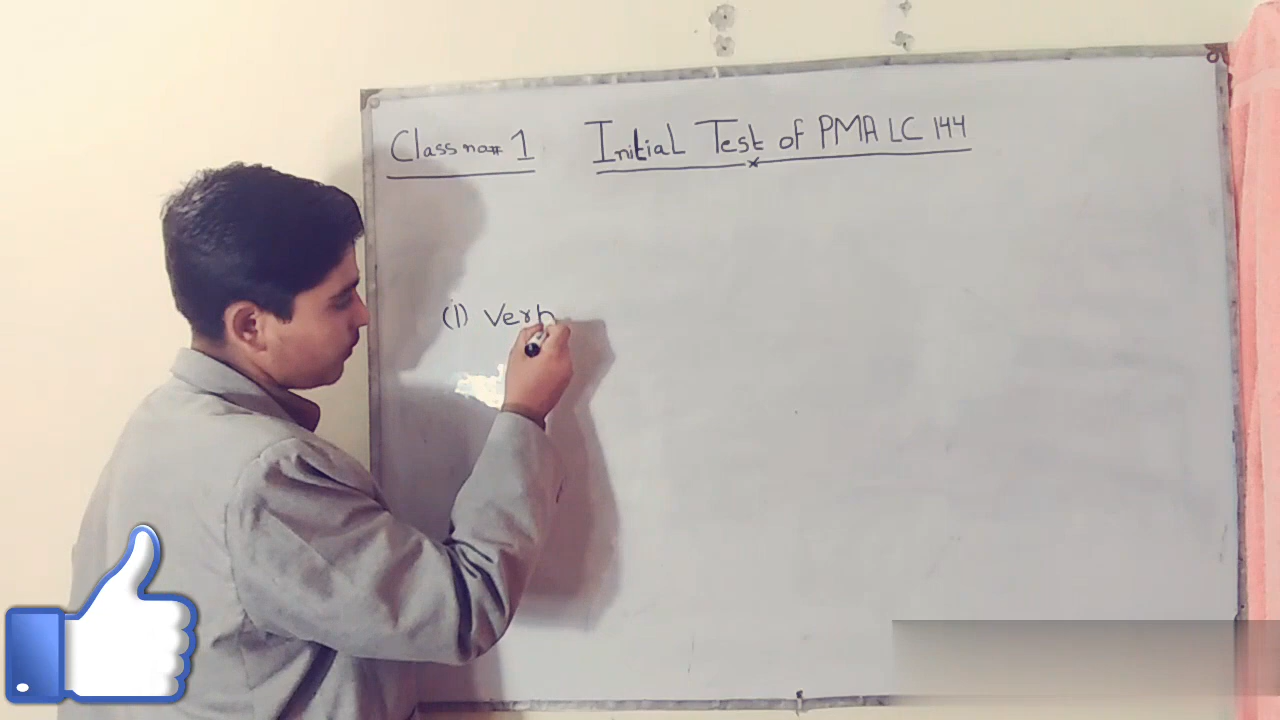 Class no# 1 Initial Test of PMA LC 144
(1) Verb